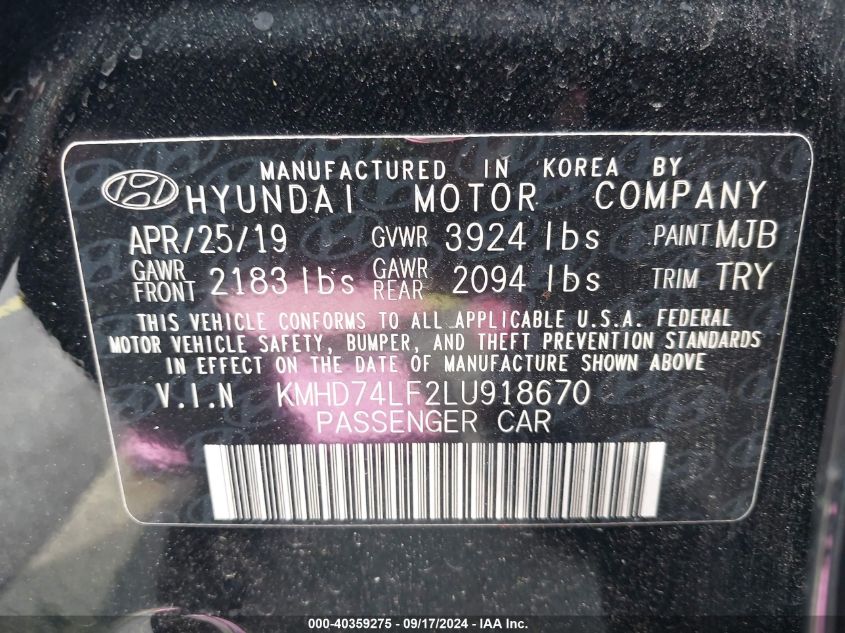 MANUFACTURED IN KOREA BY
HYUNDAI MOTOR COMPANY
APR/25/19 GVWR 3924 lbs PAINT MJB
GAWR FRONT 2183 lbs GAWR REAR 2094 lbs TRIM TRY
THIS VEHICLE CONFORMS TO ALL APPLICABLE U.S.A. FEDERAL
MOTOR VEHICLE SAFETY, BUMPER, AND THEFT PREVENTION STANDARDS
IN EFFECT ON THE DATE OF MANUFACTURE SHOWN ABOVE
V.I.N KMHD74LF2LU918670
PASSENGER CAR
000-40359275 - 09/17/2024 - IAA Inc.